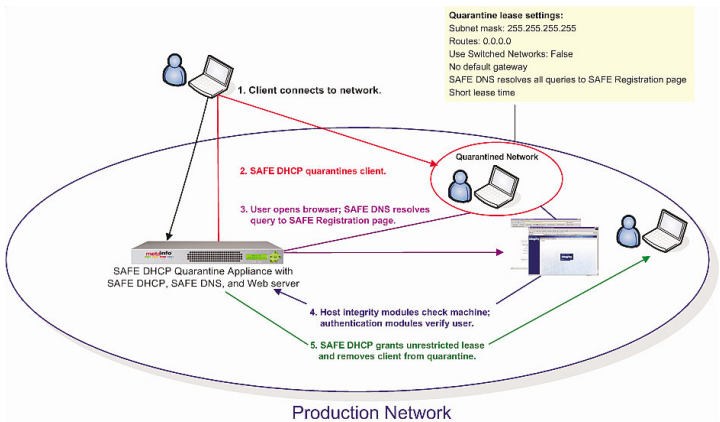 Quarantine lease settings:
Subnet mask: 255.255.255.255
Routes: 0.0.0.0
Use Switched Networks: False
No default gateway
SAFE DNS resolves all queries to SAFE Registration page
Short lease time
1. Client connects to network.
Quarantined Network
2. SAFE DHCP quarantines client.
3. User opens browser; SAFE DNS resolves
query to SAFE Registration page.
metainfo
SAFE DHCP Quarantine Appliance with
SAFE DHCP, SAFE DNS, and Web server
4. Host integrity modules check machine;
authentication modules verify user.
5. SAFE DHCP grants unrestricted lease
and removes client from quarantine.
Production Network